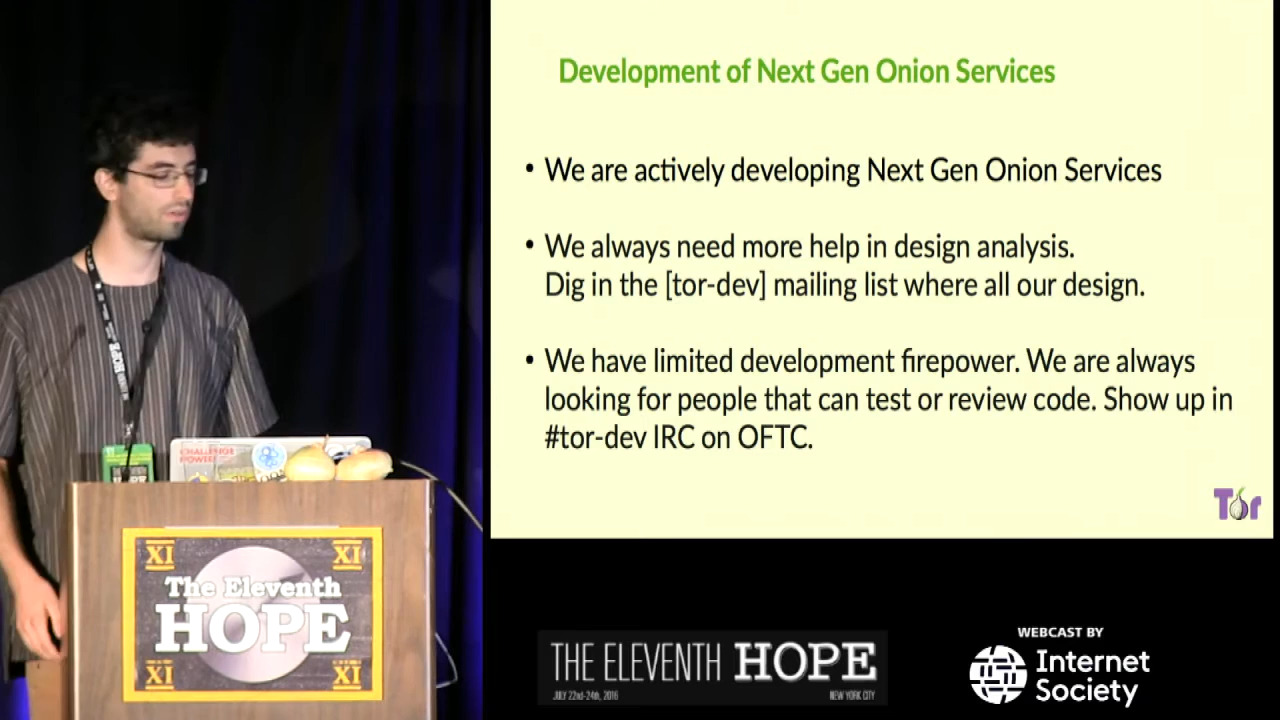 Development of Next Gen Onion Services
• We are actively developing Next Gen Onion Services
• We always need more help in design analysis.
Dig in the [tor-dev] mailing list where all our design.
• We have limited development firepower. We are always
looking for people that can test or review code. Show up in
#tor-dev IRC on OFTC.
Tor
HOPE
XI XI
The Eleventh
HOPE
XI XI
THE ELEVENTH HOPE
JULY 22nd-24th, 2016 NEW YORK CITY
WEBCAST BY
Internet
Society